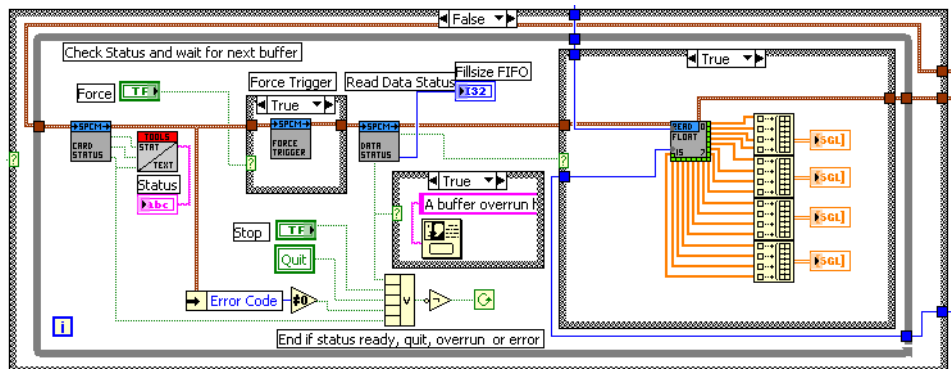 False
Check Status and wait for next buffer
Force
TF
Force Trigger
True
Read Data Status
Fillsize FIFO
I32
True
SPCM
CARD
STATUS
TOOLS
STAT
TEXT
SPCM
FORCE
TRIGGER
SPCM
DATA
STATUS
READ 0
FLOAT
IS 7
SGL]
SGL]
SGL]
SGL]
Status
Abc
True
A buffer overrun h
Stop
TF
Quit
Error Code
≠0
V
i
End if status ready, quit, overrun or error